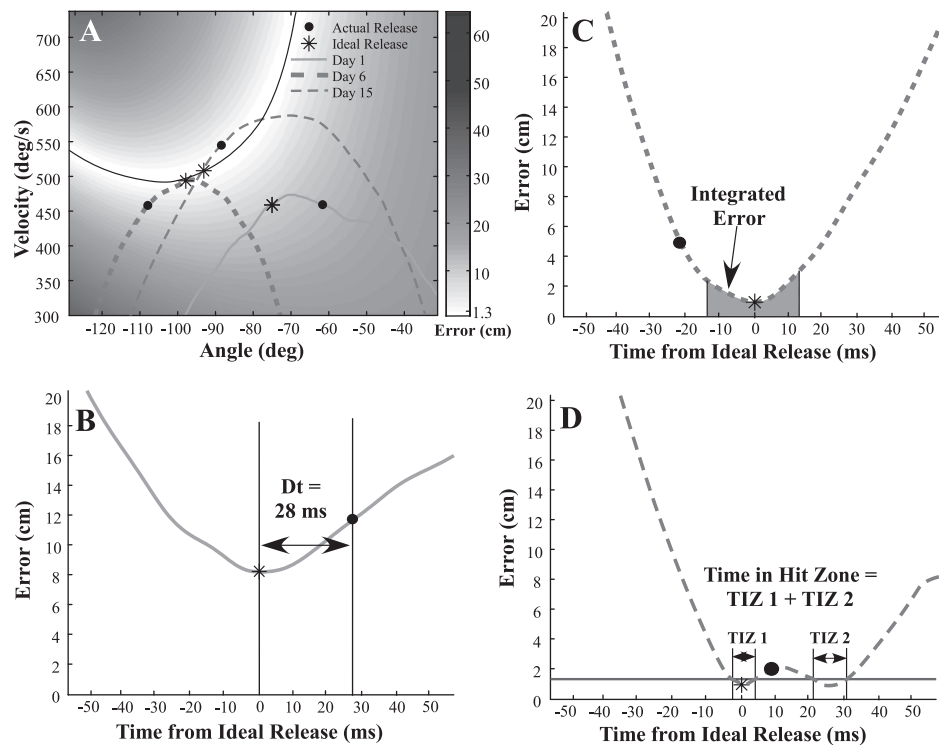 A
Actual Release
Ideal Release
Day 1
Day 6
Day 15
700
650
600
550
500
450
400
350
300
Velocity (deg/s)
-120 -110 -100 -90 -80 -70 -60 -50 -40
Angle (deg)
60
50
40
30
20
10
1.3
Error (cm)
C
20
18
16
14
12
10
8
6
4
2
0
Error (cm)
Integrated
Error
-50 -40 -30 -20 -10 0 10 20 30 40 50
Time from Ideal Release (ms)
B
20
18
16
14
12
10
8
6
4
2
0
Error (cm)
Dt =
28 ms
-50 -40 -30 -20 -10 0 10 20 30 40 50
Time from Ideal Release (ms)
D
20
18
16
14
12
10
8
6
4
2
0
Error (cm)
Time in Hit Zone =
TIZ 1 + TIZ 2
TIZ 1 TIZ 2
-50 -40 -30 -20 -10 0 10 20 30 40 50
Time from Ideal Release (ms)